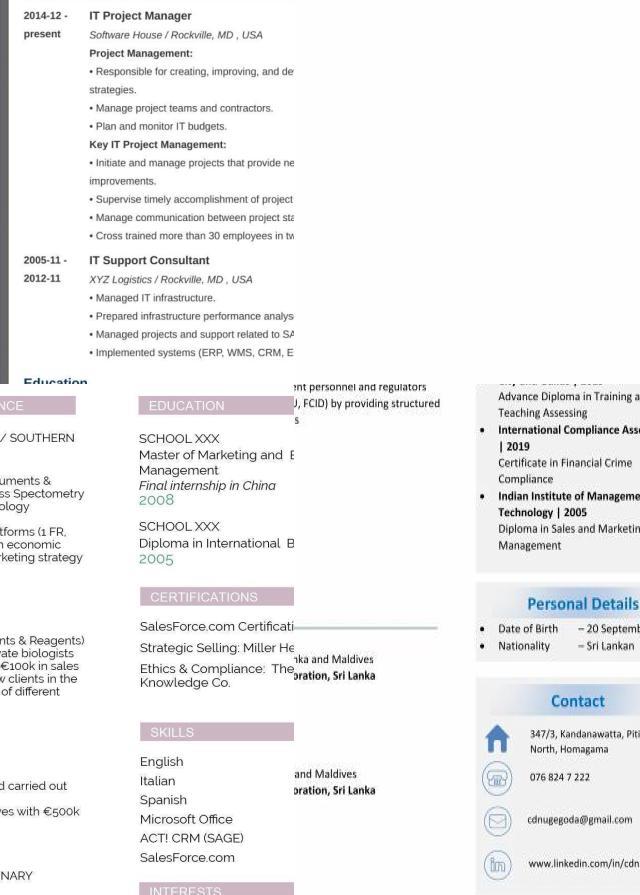 2014-12 -
present
IT Project Manager
Software House / Rockville, MD , USA
Project Management:
• Responsible for creating, improving, and de
strategies.
• Manage project teams and contractors.
• Plan and monitor IT budgets.
Key IT Project Management:
• Initiate and manage projects that provide ne
improvements.
• Supervise timely accomplishment of project
• Manage communication between project sta
• Cross trained more than 30 employees in tw
2005-11 -
2012-11
IT Support Consultant
XYZ Logistics / Rockville, MD , USA
• Managed IT infrastructure.
• Prepared infrastructure performance analys
• Managed projects and support related to SA
• Implemented systems (ERP, WMS, CRM, E
Education
NCE
/ SOUTHERN
uments &
ss Spectometry
ology
tforms (1 FR,
n economic
keting strategy
nts & Reagents)
vate biologists
€100k in sales
w clients in the
of different
d carried out
ves with €500k
NARY
EDUCATION
SCHOOL XXX
Master of Marketing and E
Management
Final internship in China
2008
SCHOOL XXX
Diploma in International B
2005
CERTIFICATIONS
SalesForce.com Certificati
Strategic Selling: Miller He
Ethics & Compliance: The
Knowledge Co.
SKILLS
English
Italian
Spanish
Microsoft Office
ACT! CRM (SAGE)
SalesForce.com
INTERESTS
ent personnel and regulators
U, FCID) by providing structured
s
nka and Maldives
oration, Sri Lanka
and Maldives
oration, Sri Lanka
Advance Diploma in Training a
Teaching Assessing
• International Compliance Asso
| 2019
Certificate in Financial Crime
Compliance
• Indian Institute of Manageme
Technology | 2005
Diploma in Sales and Marketin
Management
Personal Details
• Date of Birth – 20 Septemb
• Nationality – Sri Lankan
Contact
347/3, Kandanawatta, Piti
North, Homagama
076 824 7 222
cdnugegoda@gmail.com
www.linkedin.com/in/cdn